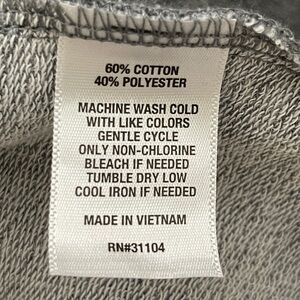 60% COTTON
40% POLYESTER
MACHINE WASH COLD
WITH LIKE COLORS
GENTLE CYCLE
ONLY NON-CHLORINE
BLEACH IF NEEDED
TUMBLE DRY LOW
COOL IRON IF NEEDED
MADE IN VIETNAM
RN#31104